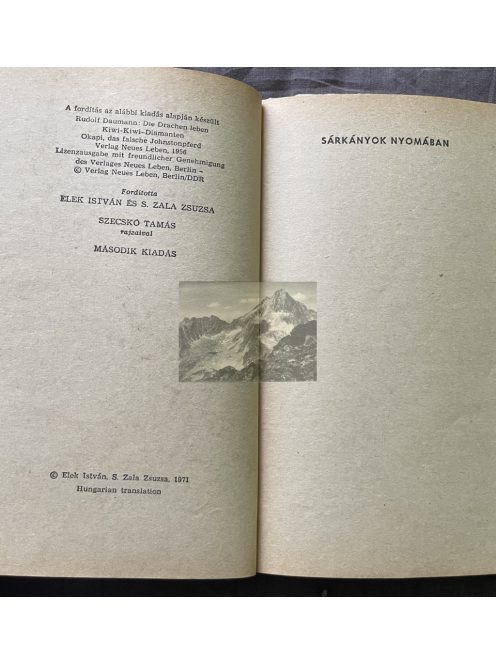 A fordítás az alábbi kiadás alapján készült
Rudolf Daumann: Die Drachen leben
Kiwi-Kiwi-Diamanten
Okapi, das falsche Johnstonpferd
Verlag Neues Leben, 1956
Lizenzausgabe mit freundlicher Genehmigung
des Verlages Neues Leben, Berlin –
© Verlag Neues Leben, Berlin/DDR
Fordította
ELEK ISTVÁN ÉS S. ZALA ZSUZSA
SZECSKÓ TAMÁS
rajzaival
MÁSODIK KIADÁS
© Elek István, S. Zala Zsuzsa, 1971
Hungarian translation
SÁRKÁNYOK NYOMÁBAN